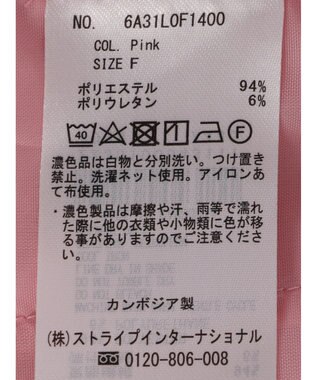 NO. 6A31L0F1400
COL. Pink
SIZE F
ポリエステル 94%
ポリウレタン 6%
40 F
濃色品は白物と分別洗い。つけ置き
禁止。洗濯ネット使用。アイロンあ
て布使用。
・濃色製品は摩擦や汗、雨等で濡れ
た際に他の衣類や小物類に色が移
る事がありますのでご注意くださ
い。
カンボジア製
(株)ストライプインターナショナル
0120-806-008